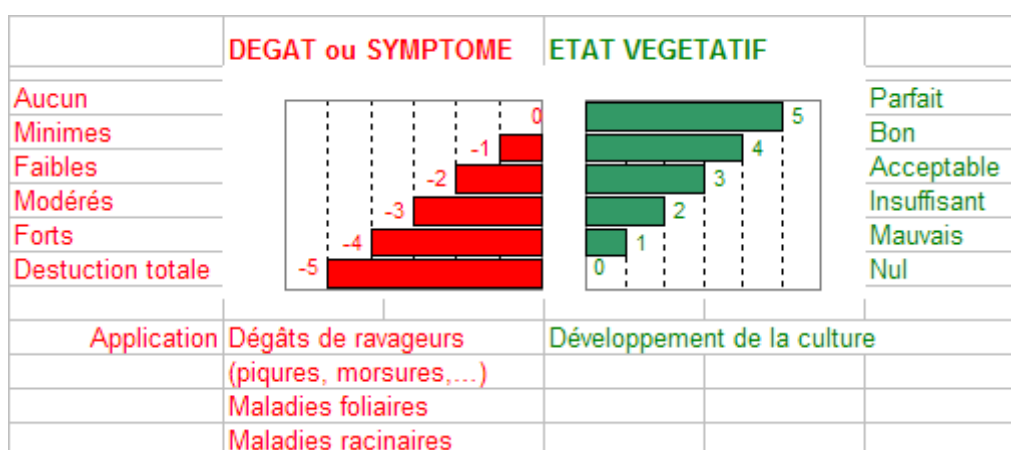 DEGAT ou SYMPTOME ETAT VEGETATIF
Aucun 0 5 Parfait
Minimes -1 4 Bon
Faibles -2 3 Acceptable
Modérés -3 2 Insuffisant
Forts -4 1 Mauvais
Destuction totale -5 0 Nul
Application Dégâts de ravageurs Développement de la culture
(piqures, morsures,...)
Maladies foliaires
Maladies racinaires